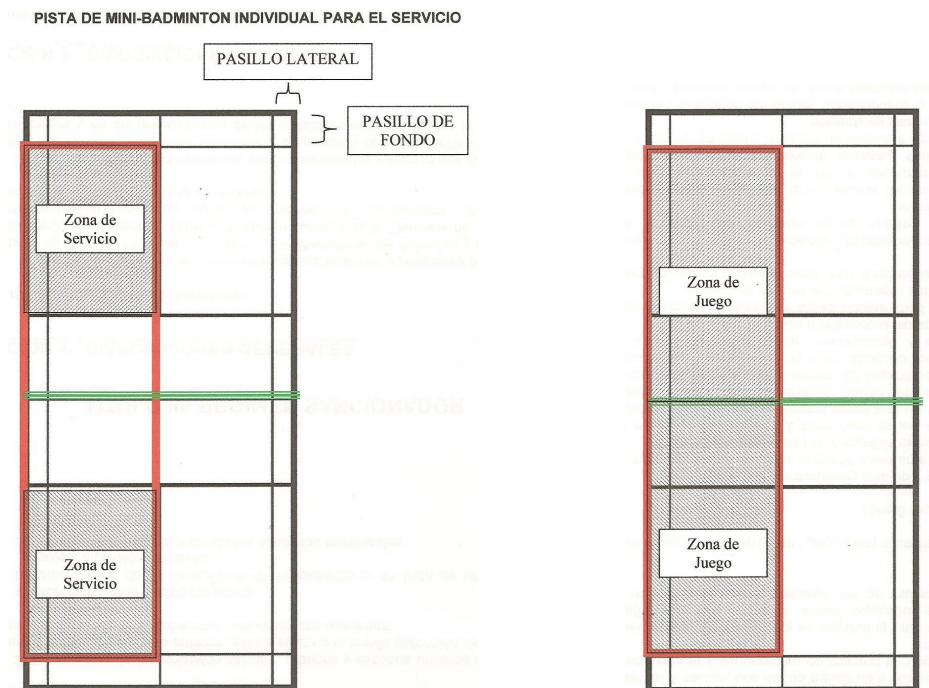 PISTA DE MINI-BADMINTON INDIVIDUAL PARA EL SERVICIO
PASILLO LATERAL
PASILLO DE
FONDO
Zona de
Servicio
Zona de
Servicio
Zona de
Juego
Zona de
Juego